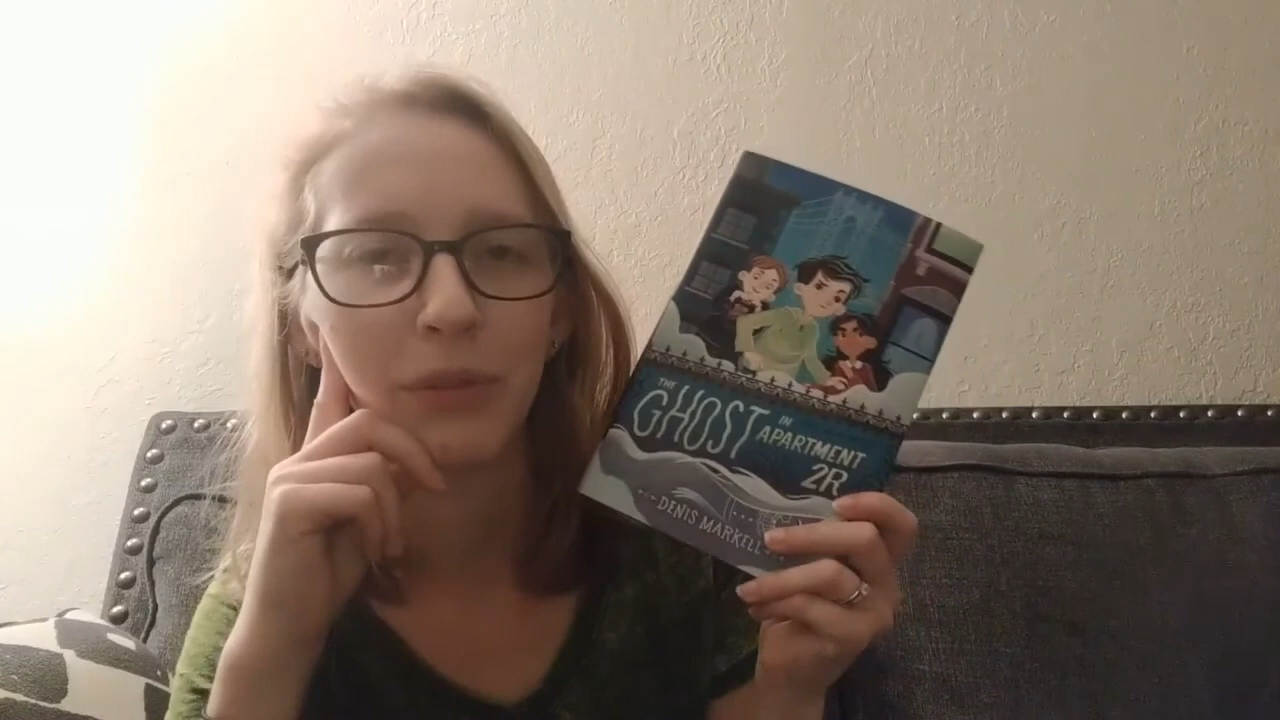 THE
GHOST IN
APARTMENT
2R
DENIS MARKELL